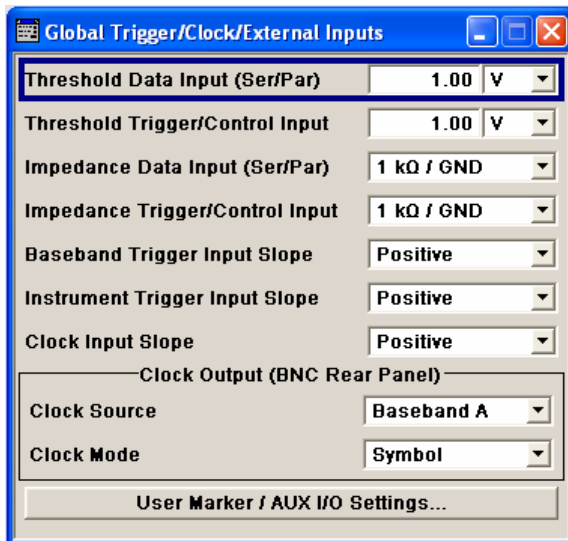 Global Trigger/Clock/External Inputs
Threshold Data Input (Ser/Par) 1.00 V
Threshold Trigger/Control Input 1.00 V
Impedance Data Input (Ser/Par) 1 kΩ / GND
Impedance Trigger/Control Input 1 kΩ / GND
Baseband Trigger Input Slope Positive
Instrument Trigger Input Slope Positive
Clock Input Slope Positive
Clock Output (BNC Rear Panel)
Clock Source Baseband A
Clock Mode Symbol
User Marker / AUX I/O Settings...